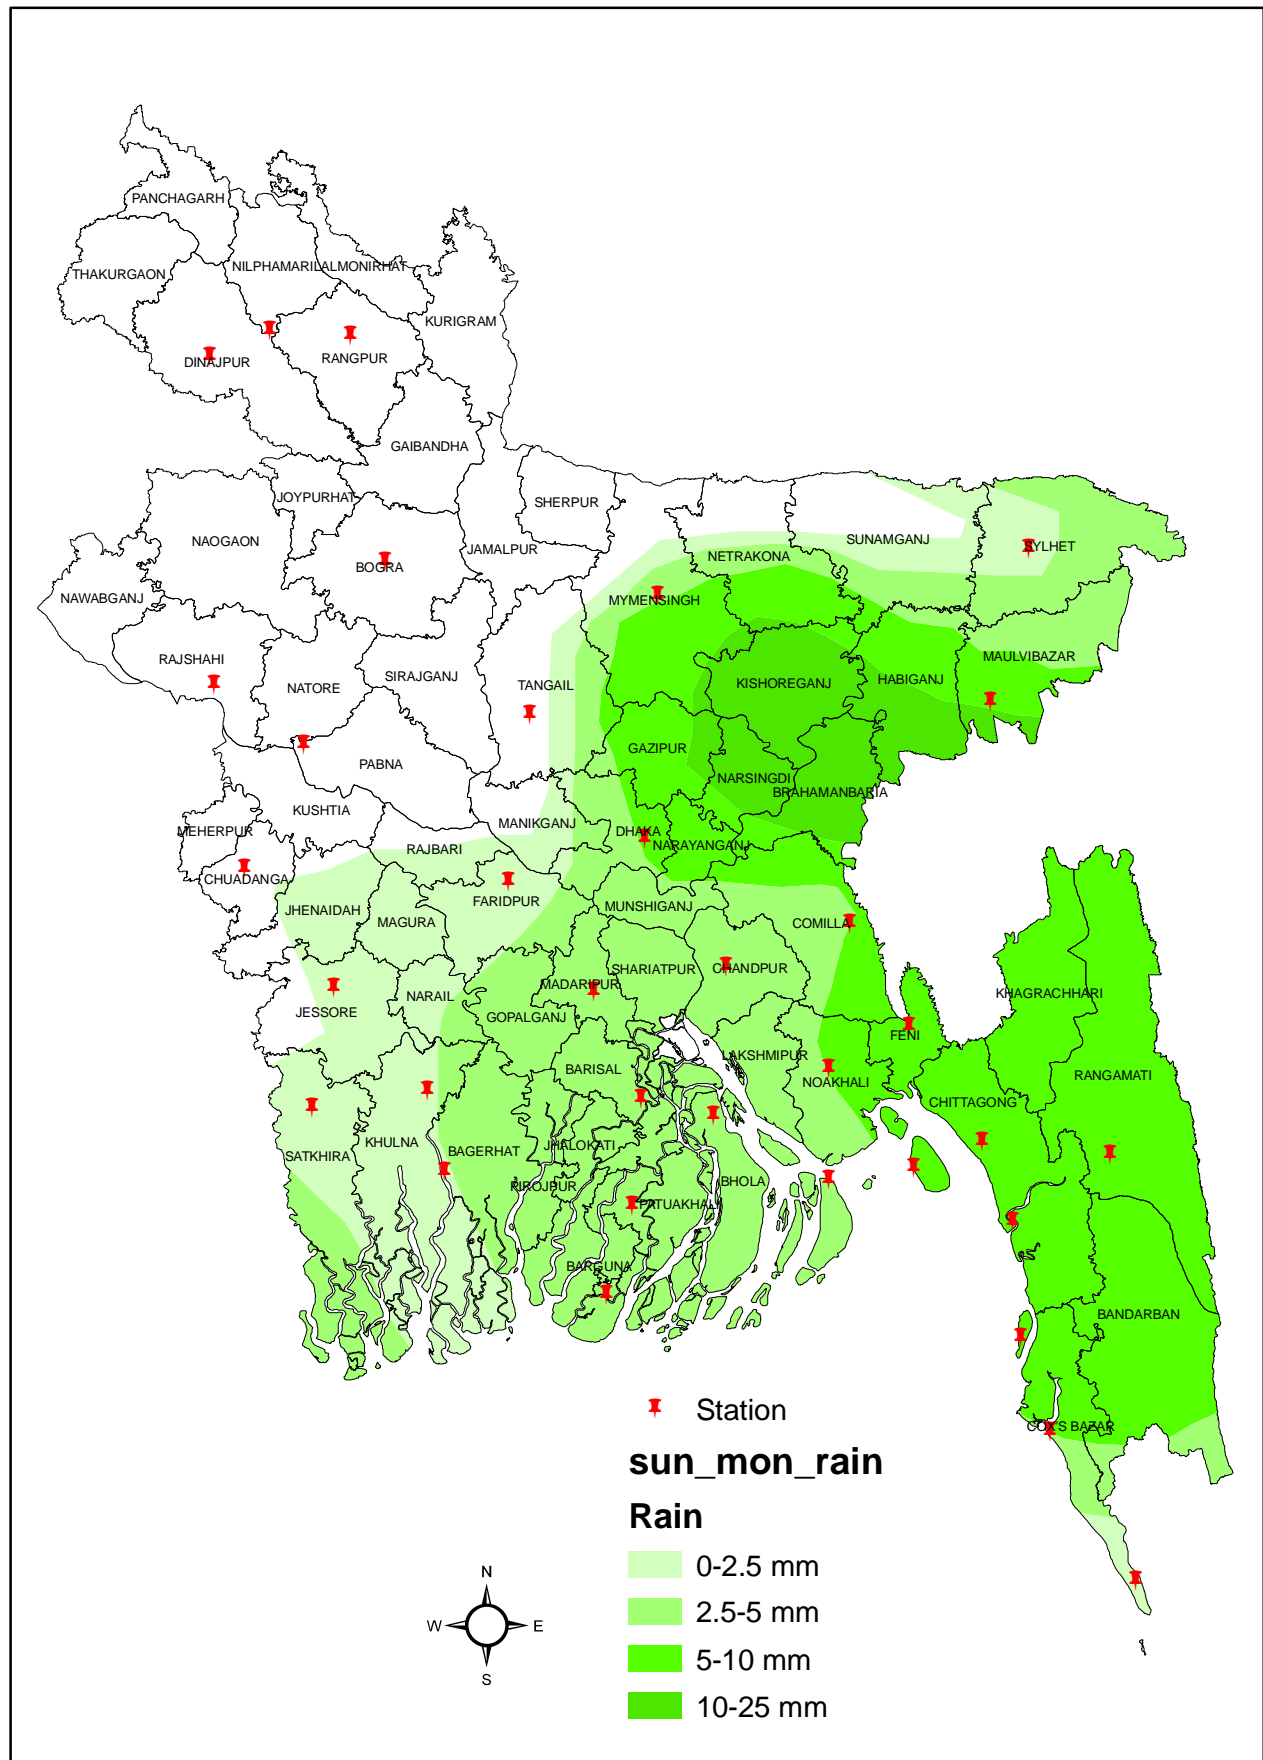 PANCHAGARH
THAKURGAON
NILPHAMARI
LALMONIRHAT
KURIGRAM
DINAJPUR
RANGPUR
GAIBANDHA
JOYPURHAT
SHERPUR
NAOGAON
JAMALPUR
SUNAMGANJ
SYLHET
NETRAKONA
BOGRA
NAWABGANJ
MYMENSINGH
RAJSHAHI
MAULVIBAZAR
NATORE
SIRAJGANJ
TANGAIL
KISHOREGANJ
HABIGANJ
GAZIPUR
PABNA
NARSINGDI
BRAHAMANBARIA
KUSHTIA
MANIKGANJ
MEHERPUR
DHAKA
NARAYANGANJ
RAJBARI
CHUADANGA
FARIDPUR
JHENAIDAH
MAGURA
MUNSHIGANJ
COMILLA
SHARIATPUR
CHANDPUR
MADARIPUR
KHAGRACHHARI
JESSORE
NARAIL
GOPALGANJ
FENI
LAKSHMIPUR
BARISAL
NOAKHALI
RANGAMATI
CHITTAGONG
KHULNA
JHALOKATI
BAGERHAT
SATKHIRA
PIROJPUR
BHOLA
PATUAKHALI
BARGUNA
BANDARBAN
COX'S BAZAR
Station
sun_mon_rain
Rain
0-2.5 mm
2.5-5 mm
5-10 mm
10-25 mm
N
W
E
S